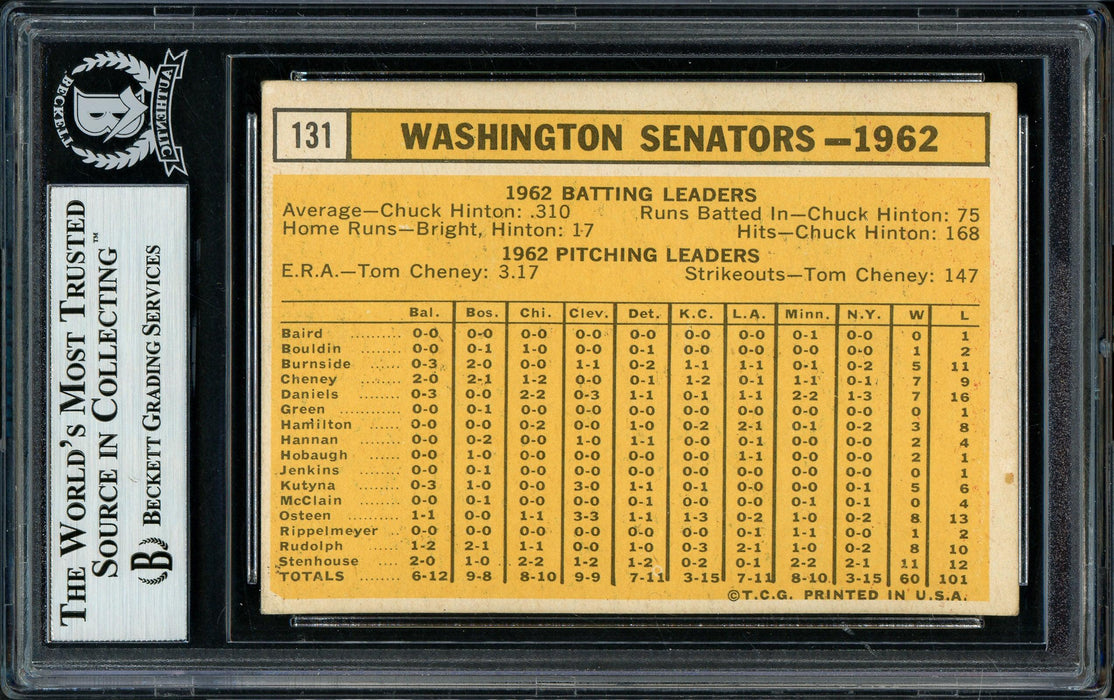 BECKETT
AUTHENTIC
B
THE WORLD'S MOST TRUSTED
SOURCE IN COLLECTING™
BECKETT GRADING SERVICES
B
131 WASHINGTON SENATORS—1962
1962 BATTING LEADERS
Average—Chuck Hinton: .310 Runs Batted In—Chuck Hinton: 75
Home Runs—Bright, Hinton: 17 Hits—Chuck Hinton: 168
1962 PITCHING LEADERS
E.R.A.—Tom Cheney: 3.17 Strikeouts—Tom Cheney: 147
Bal. Bos. Chi. Clev. Det. K.C. L.A. Minn. N.Y. W L
Baird ......... 0-0 0-0 0-0 0-0 0-0 0-0 0-0 0-1 0-0 0 1
Bouldin ....... 0-0 0-1 1-0 0-0 0-1 0-0 0-0 0-0 0-0 1 2
Burnside ...... 0-3 2-0 0-0 1-1 0-2 1-1 1-1 0-1 0-2 5 11
Cheney ........ 2-0 2-1 1-2 0-0 0-1 1-2 0-1 1-1 0-1 7 9
Daniels ....... 0-3 0-0 2-2 0-3 1-1 0-1 1-1 2-2 1-3 7 16
Green .......... 0-0 0-1 0-0 0-0 0-0 0-0 0-0 0-0 0-0 0 1
Hamilton ...... 0-0 0-0 0-2 0-0 1-0 0-2 2-1 0-1 0-2 3 8
Hannan ........ 0-0 0-2 0-0 1-0 1-1 0-0 0-0 0-1 0-0 2 4
Hobaugh ....... 0-0 1-0 0-0 0-0 0-0 0-0 1-1 0-0 0-0 2 1
Jenkins ....... 0-0 0-1 0-0 0-0 0-0 0-0 0-0 0-0 0-0 0 1
Kutyna ........ 0-3 1-0 0-0 3-0 1-1 0-1 0-0 0-0 0-1 5 6
McClain ....... 0-0 0-1 0-0 0-0 0-1 0-0 0-0 0-1 0-1 0 4
Osteen ......... 1-1 0-0 1-1 3-3 1-1 1-3 0-2 1-0 0-2 8 13
Rippelmeyer 0-0 0-0 0-0 0-0 0-0 0-0 0-1 1-1 0-0 1 2
Rudolph ..... 1-2 2-1 1-1 0-0 1-0 0-3 2-1 1-0 0-2 8 10
Stenhouse .... 2-0 1-0 2-2 1-2 1-2 0-2 0-1 2-2 2-1 11 12
TOTALS ........ 6-12 9-8 8-10 9-9 7-11 3-15 7-11 8-10 3-15 60 101
©T.C.G. PRINTED IN U.S.A.